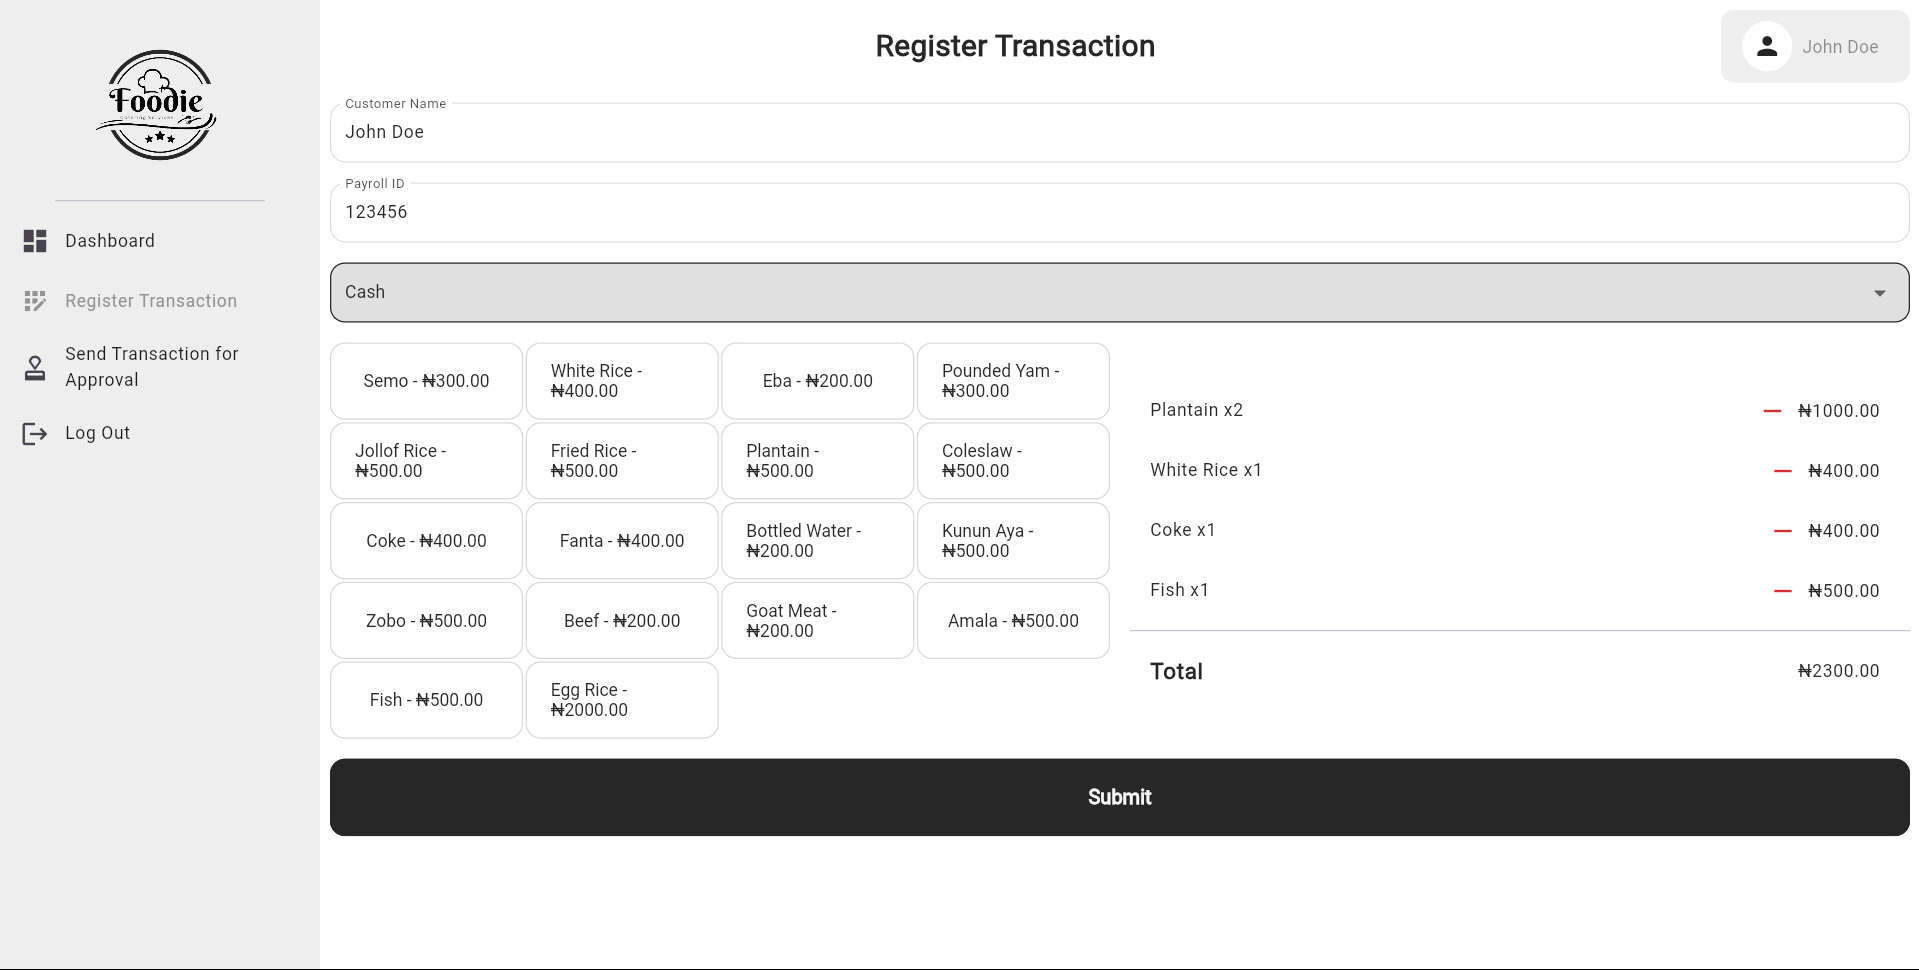 Foodie
Catering Services
Dashboard
Register Transaction
Send Transaction for
Approval
Log Out
Register Transaction
John Doe
Customer Name
John Doe
Payroll ID
123456
Cash
Semo - ₦300.00
White Rice -
₦400.00
Eba - ₦200.00
Pounded Yam -
₦300.00
Jollof Rice -
₦500.00
Fried Rice -
₦500.00
Plantain -
₦500.00
Coleslaw -
₦500.00
Coke - ₦400.00
Fanta - ₦400.00
Bottled Water -
₦200.00
Kunun Aya -
₦500.00
Zobo - ₦500.00
Beef - ₦200.00
Goat Meat -
₦200.00
Amala - ₦500.00
Fish - ₦500.00
Egg Rice -
₦2000.00
Plantain x2 ₦1000.00
White Rice x1 ₦400.00
Coke x1 ₦400.00
Fish x1 ₦500.00
Total ₦2300.00
Submit